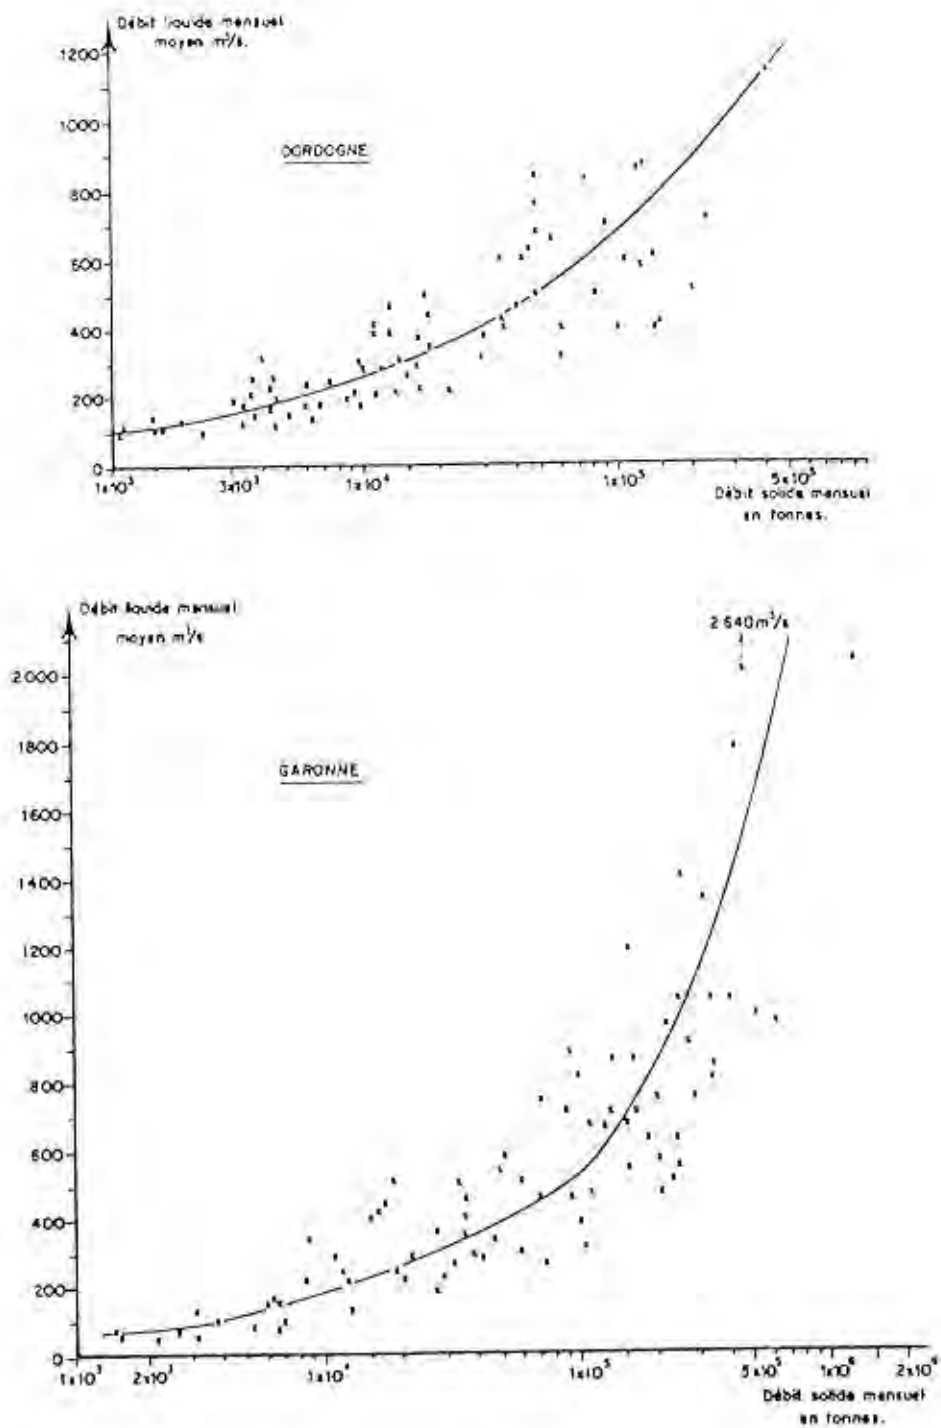 Débit liquide mensuel
moyen m³/s.
1200
1000
DORDOGNE
800
600
400
200
0
1x10³ 3x10³ 1x10⁴ 1x10⁵ 5x10⁵
Débit solide mensuel
en tonnes.
Débit liquide mensuel
moyen m³/s
2 640 m³/s
2000
1800
GARONNE
1600
1400
1200
1000
800
600
400
200
0
1x10³ 2x10³ 1x10⁵ 5x10⁵ 1x10⁶ 2x10⁶
Débit solide mensuel
en tonnes.